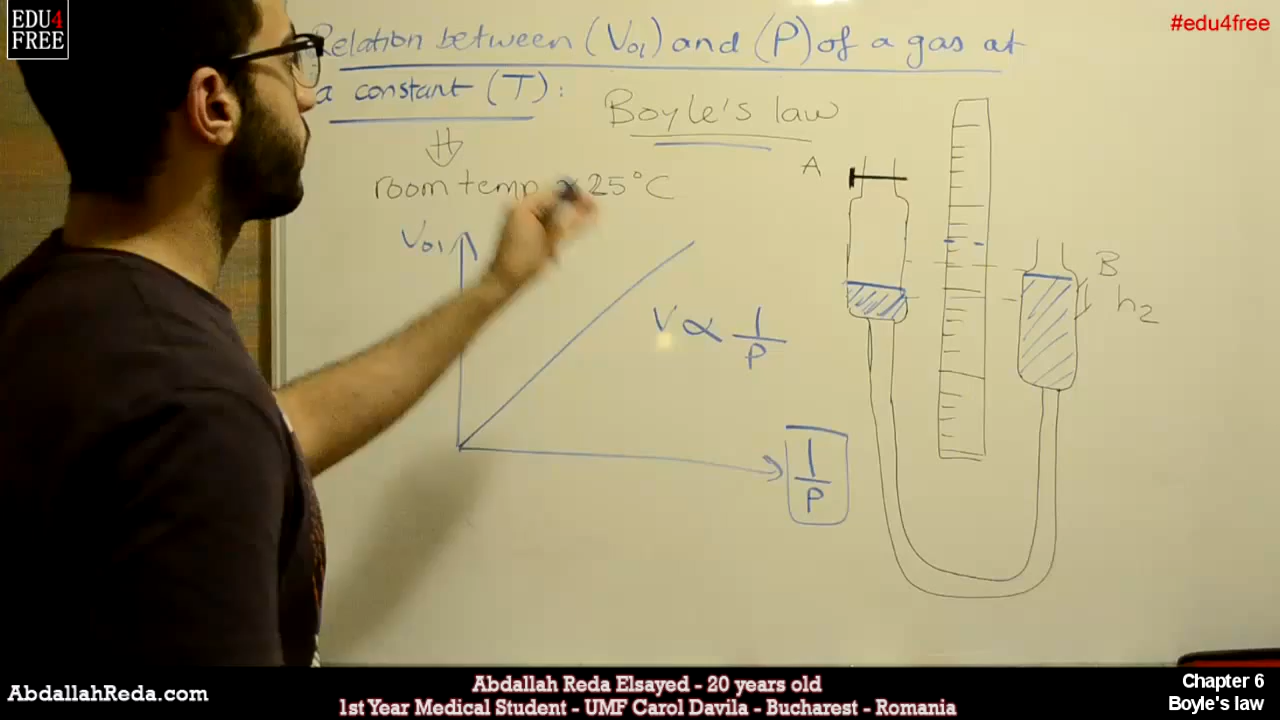 EDU4
FREE
#edu4free
Relation between (Vol) and (P) of a gas at
a constant (T):
Boyle's law
room temp ≈ 25°C
A
Vol
B
h2
V ∝ 1/P
1/P
AbdallahReda.com
Abdallah Reda Elsayed - 20 years old
1st Year Medical Student - UMF Carol Davila - Bucharest - Romania
Chapter 6
Boyle's law